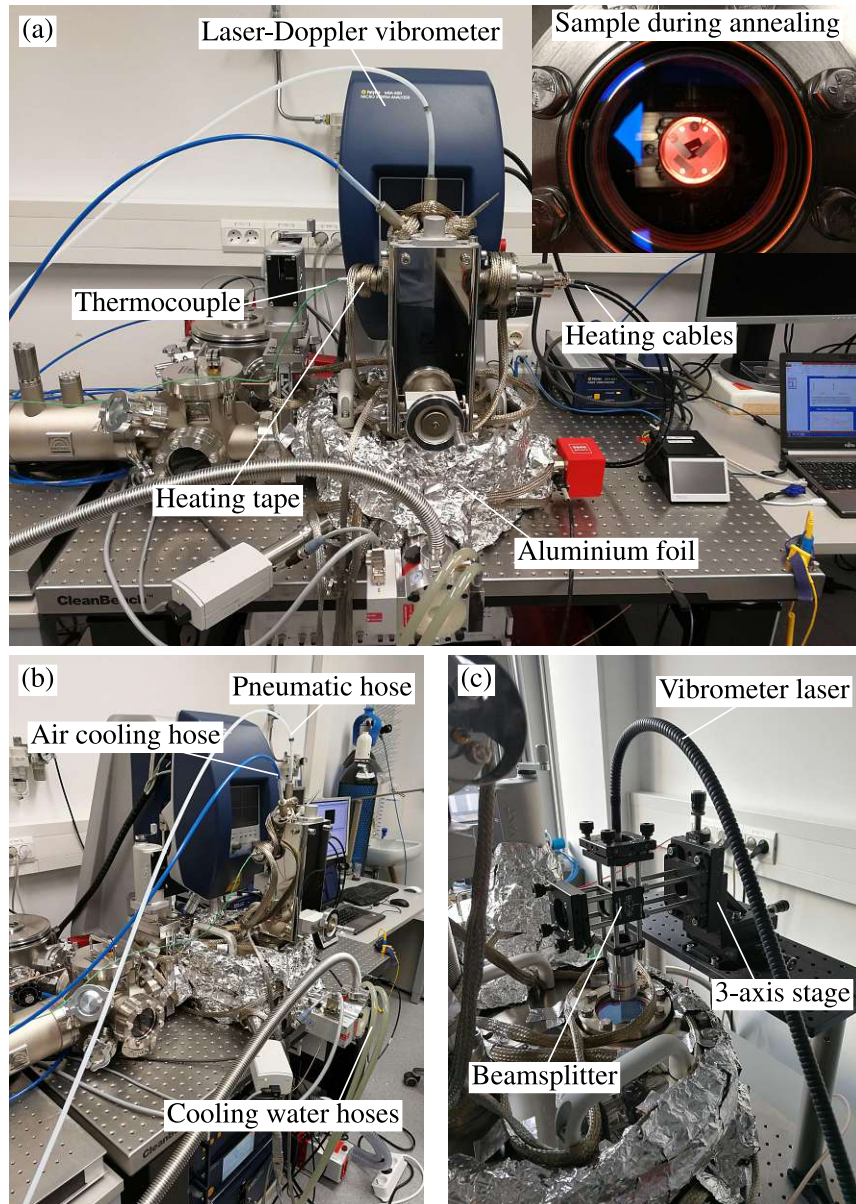 (a)
Laser-Doppler vibrometer
Sample during annealing
Thermocouple
Heating cables
Heating tape
Aluminium foil
CleanBench™
(b)
Pneumatic hose
Air cooling hose
Cooling water hoses
(c)
Vibrometer laser
3-axis stage
Beamsplitter